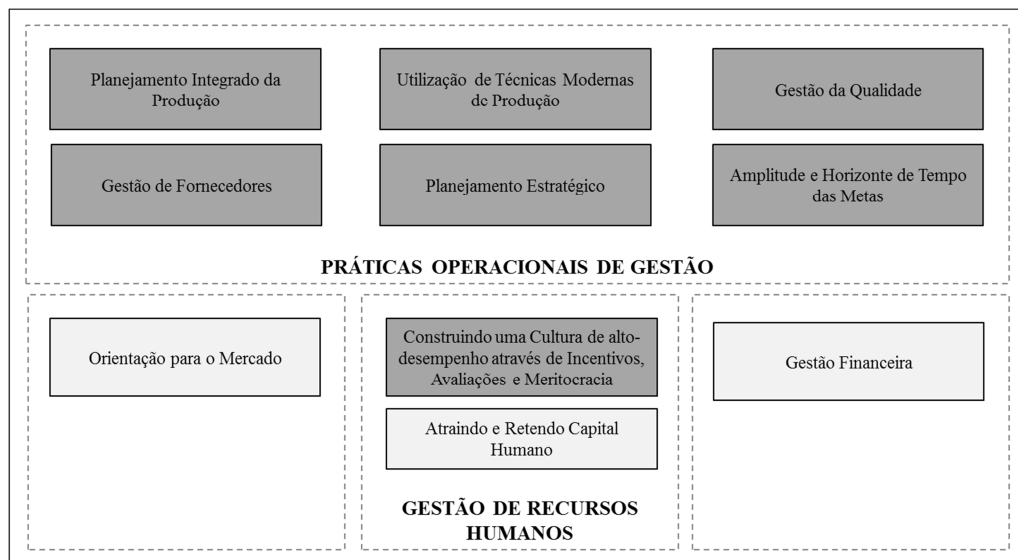 Planejamento Integrado da
Produção
Utilização de Técnicas Modernas
de Produção
Gestão da Qualidade
Gestão de Fornecedores
Planejamento Estratégico
Amplitude e Horizonte de Tempo
das Metas
PRÁTICAS OPERACIONAIS DE GESTÃO
Orientação para o Mercado
Construindo uma Cultura de alto-
desempenho através de Incentivos,
Avaliações e Meritocracia
Gestão Financeira
Atraindo e Retendo Capital
Humano
GESTÃO DE RECURSOS
HUMANOS